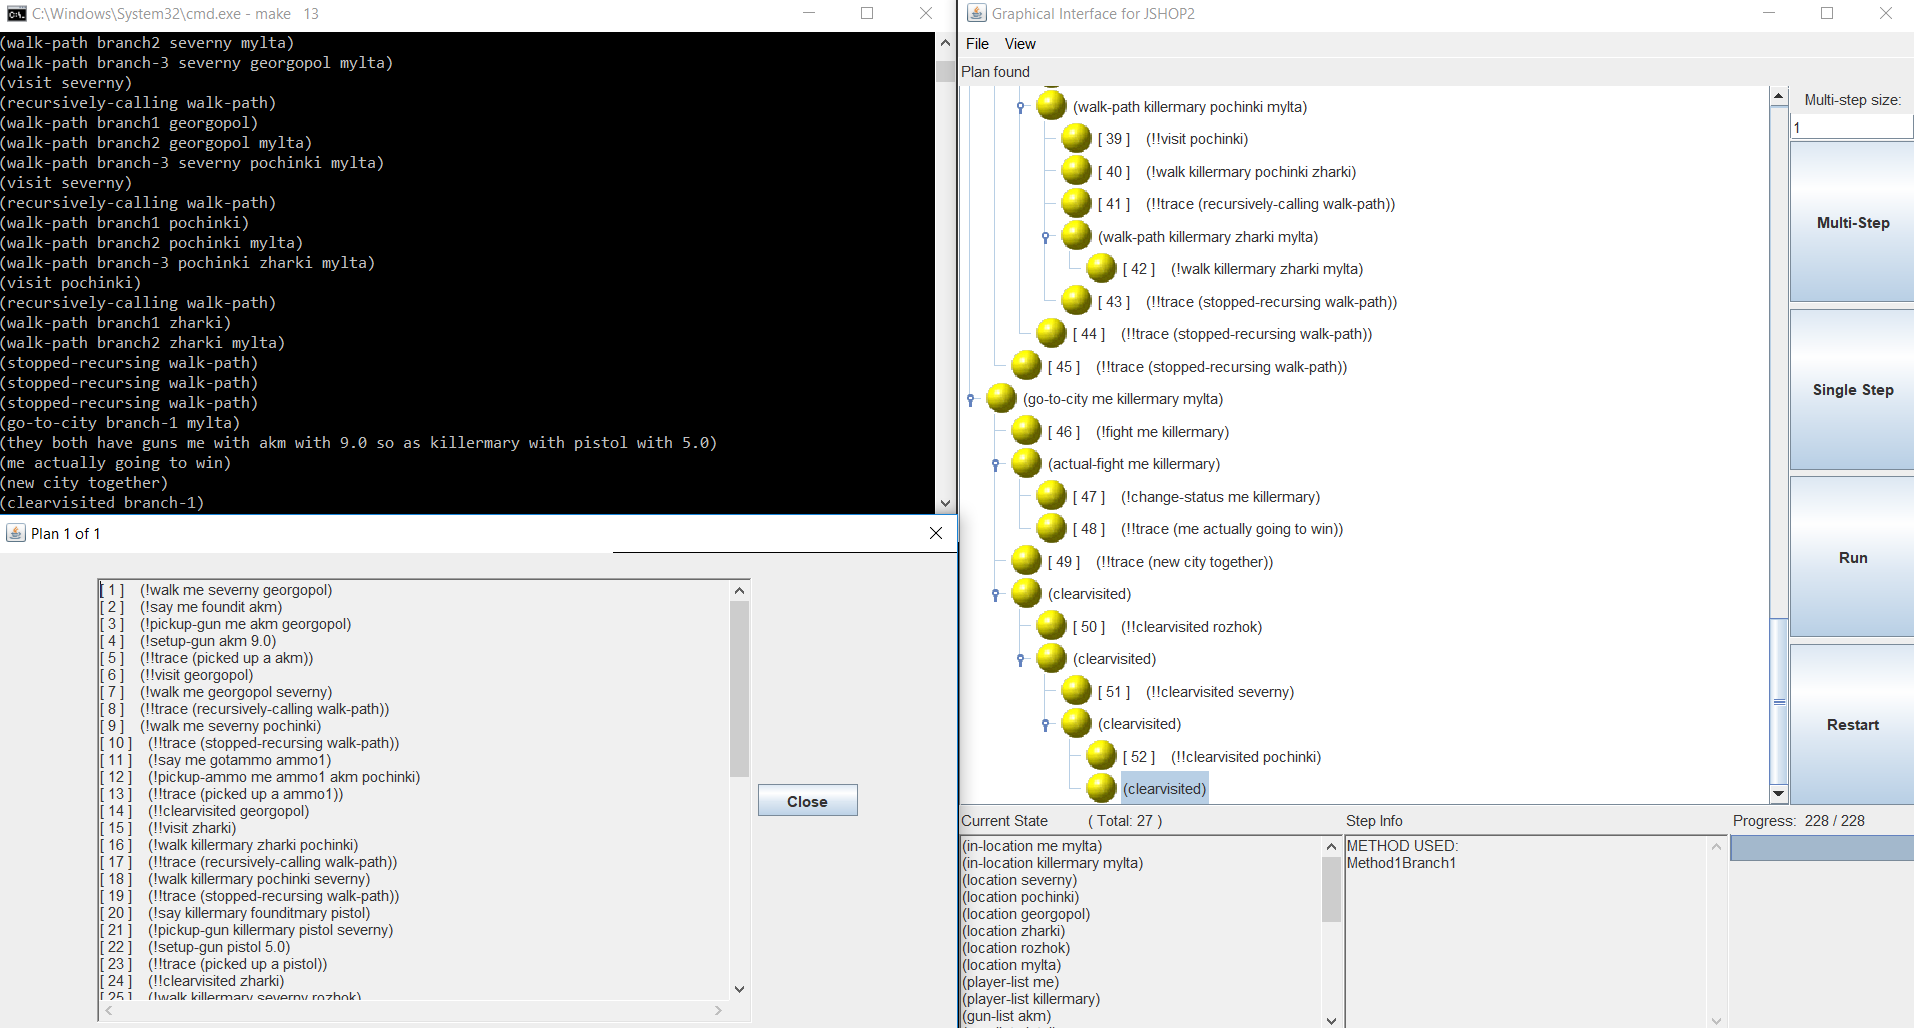 C:\Windows\System32\cmd.exe - make   13
(walk-path branch2 severny mylta)
(walk-path branch-3 severny georgopol mylta)
(visit severny)
(recursively-calling walk-path)
(walk-path branch1 georgopol)
(walk-path branch2 georgopol mylta)
(walk-path branch-3 severny pochinki mylta)
(visit severny)
(recursively-calling walk-path)
(walk-path branch1 pochinki)
(walk-path branch2 pochinki mylta)
(walk-path branch-3 pochinki zharki mylta)
(visit pochinki)
(recursively-calling walk-path)
(walk-path branch1 zharki)
(walk-path branch2 zharki mylta)
(stopped-recursing walk-path)
(stopped-recursing walk-path)
(stopped-recursing walk-path)
(go-to-city branch-1 mylta)
(they both have guns me with akm with 9.0 so as killermary with pistol with 5.0)
(me actually going to win)
(new city together)
(clearvisited branch-1)
Plan 1 of 1
[ 1 ]    (!walk me severny georgopol)
[ 2 ]    (!say me foundit akm)
[ 3 ]    (!pickup-gun me akm georgopol)
[ 4 ]    (!setup-gun akm 9.0)
[ 5 ]    (!!trace (picked up a akm))
[ 6 ]    (!!visit georgopol)
[ 7 ]    (!walk me georgopol severny)
[ 8 ]    (!!trace (recursively-calling walk-path))
[ 9 ]    (!walk me severny pochinki)
[ 10 ]    (!!trace (stopped-recursing walk-path))
[ 11 ]    (!say me gotammo ammo1)
[ 12 ]    (!pickup-ammo me ammo1 akm pochinki)
[ 13 ]    (!!trace (picked up a ammo1))
[ 14 ]    (!!clearvisited georgopol)
[ 15 ]    (!!visit zharki)
[ 16 ]    (!walk killermary zharki pochinki)
[ 17 ]    (!!trace (recursively-calling walk-path))
[ 18 ]    (!walk killermary pochinki severny)
[ 19 ]    (!!trace (stopped-recursing walk-path))
[ 20 ]    (!say killermary founditmary pistol)
[ 21 ]    (!pickup-gun killermary pistol severny)
[ 22 ]    (!setup-gun pistol 5.0)
[ 23 ]    (!!trace (picked up a pistol))
[ 24 ]    (!!clearvisited zharki)
[ 25 ]    (!walk killermary severny rozhok)
Close
Graphical Interface for JSHOP2
File    View
Plan found
(walk-path killermary pochinki mylta)
[ 39 ]    (!!visit pochinki)
[ 40 ]    (!walk killermary pochinki zharki)
[ 41 ]    (!!trace (recursively-calling walk-path))
(walk-path killermary zharki mylta)
[ 42 ]    (!walk killermary zharki mylta)
[ 43 ]    (!!trace (stopped-recursing walk-path))
[ 44 ]    (!!trace (stopped-recursing walk-path))
[ 45 ]    (!!trace (stopped-recursing walk-path))
(go-to-city me killermary mylta)
[ 46 ]    (!fight me killermary)
(actual-fight me killermary)
[ 47 ]    (!change-status me killermary)
[ 48 ]    (!!trace (me actually going to win))
[ 49 ]    (!!trace (new city together))
(clearvisited)
[ 50 ]    (!!clearvisited rozhok)
(clearvisited)
[ 51 ]    (!!clearvisited severny)
(clearvisited)
[ 52 ]    (!!clearvisited pochinki)
(clearvisited)
Multi-step size:
1
Multi-Step
Single Step
Run
Restart
Current State    ( Total: 27 )
(in-location me mylta)
(in-location killermary mylta)
(location severny)
(location pochinki)
(location georgopol)
(location zharki)
(location rozhok)
(location mylta)
(player-list me)
(player-list killermary)
(gun-list akm)
Step Info
METHOD USED:
Method1Branch1
Progress:  228 / 228